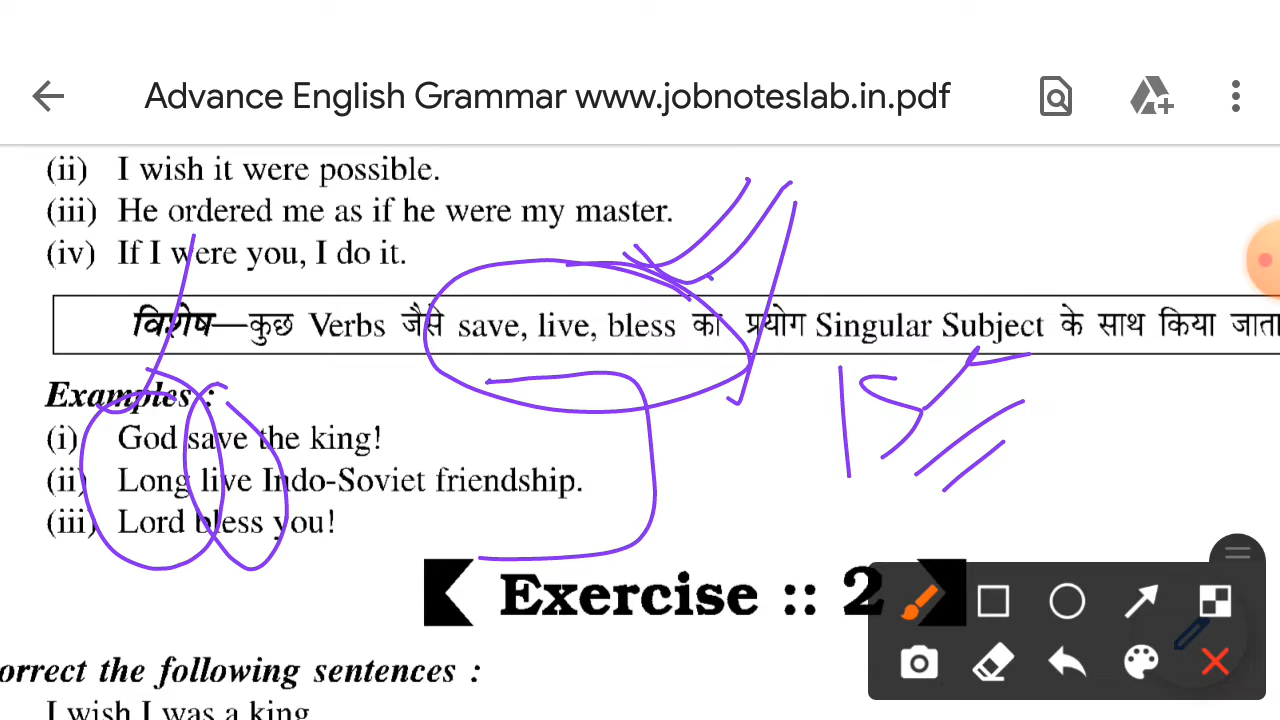 Advance English Grammar www.jobnoteslab.in.pdf
(ii) I wish it were possible.
(iii) He ordered me as if he were my master.
(iv) If I were you, I do it.
विशेष—कुछ Verbs जैसे save, live, bless का प्रयोग Singular Subject के साथ किया जाता
Examples :
(i) God save the king!
(ii) Long live Indo-Soviet friendship.
(iii) Lord bless you!
Exercise :: 2
orrect the following sentences :
I wish I was a king